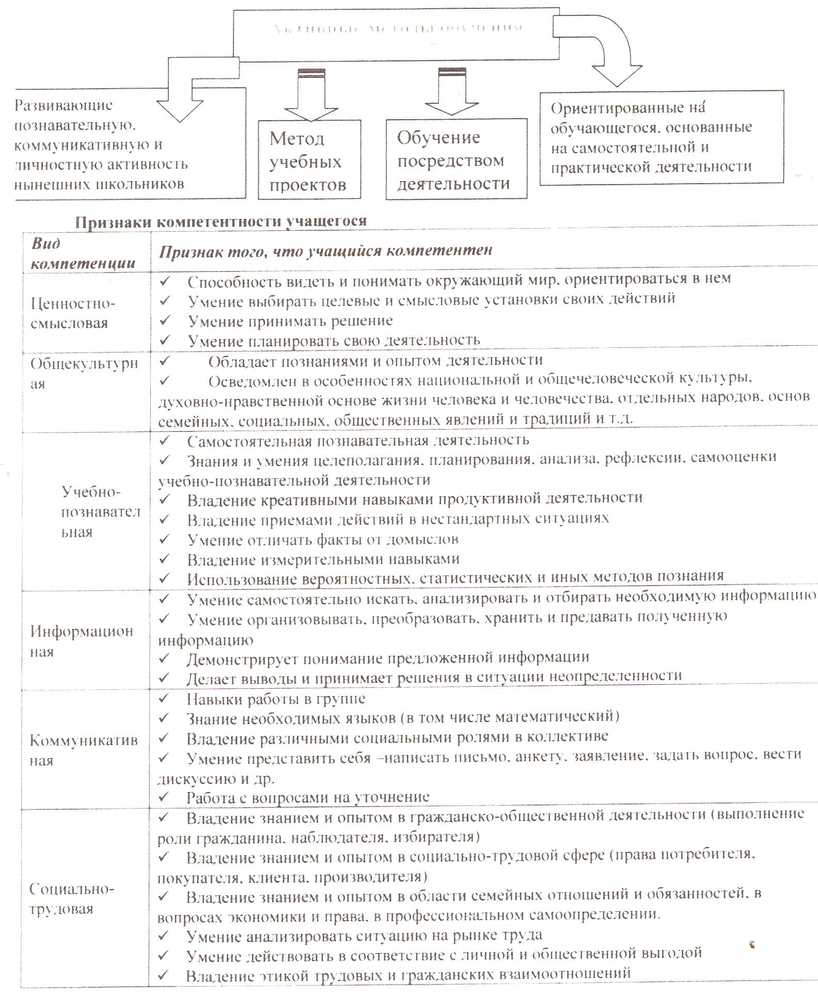 Активные методы обучения
Развивающие
познавательную,
коммуникативную и
личностную активность
нынешних школьников
Метод
учебных
проектов
Обучение
посредством
деятельности
Ориентированные на
обучающегося, основанные
на самостоятельной и
практической деятельности
Признаки компетентности учащегося
Вид
компетенции
Признак того, что учащийся компетентен
Ценностно-
смысловая
✓ Способность видеть и понимать окружающий мир, ориентироваться в нем
✓ Умение выбирать целевые и смысловые установки своих действий
✓ Умение принимать решение
✓ Умение планировать свою деятельность
Общекультурн
ая
✓ Обладает познаниями и опытом деятельности
✓ Осведомлен в особенностях национальной и общечеловеческой культуры,
духовно-нравственной основе жизни человека и человечества, отдельных народов, основ
семейных, социальных, общественных явлений и традиций и т.д.
Учебно-
познавател
ьная
✓ Самостоятельная познавательная деятельность
✓ Знания и умения целеполагания, планирования, анализа, рефлексии, самооценки
учебно-познавательной деятельности
✓ Владение креативными навыками продуктивной деятельности
✓ Владение приемами действий в нестандартных ситуациях
✓ Умение отличать факты от домыслов
✓ Владение измерительными навыками
✓ Использование вероятностных, статистических и иных методов познания
Информацион
ная
✓ Умение самостоятельно искать, анализировать и отбирать необходимую информацию
✓ Умение организовывать, преобразовать, хранить и предавать полученную
информацию
✓ Демонстрирует понимание предложенной информации
✓ Делает выводы и принимает решения в ситуации неопределенности
Коммуникатив
ная
✓ Навыки работы в группе
✓ Знание необходимых языков (в том числе математический)
✓ Владение различными социальными ролями в коллективе
✓ Умение представить себя –написать письмо, анкету, заявление, задать вопрос, вести
дискуссию и др.
✓ Работа с вопросами на уточнение
Социально-
трудовая
✓ Владение знанием и опытом в гражданско-общественной деятельности (выполнение
роли гражданина, наблюдателя, избирателя)
✓ Владение знанием и опытом в социально-трудовой сфере (права потребителя,
покупателя, клиента, производителя)
✓ Владение знанием и опытом в области семейных отношений и обязанностей, в
вопросах экономики и права, в профессиональном самоопределении.
✓ Умение анализировать ситуацию на рынке труда
✓ Умение действовать в соответствие с личной и общественной выгодой
✓ Владение этикой трудовых и гражданских взаимоотношений